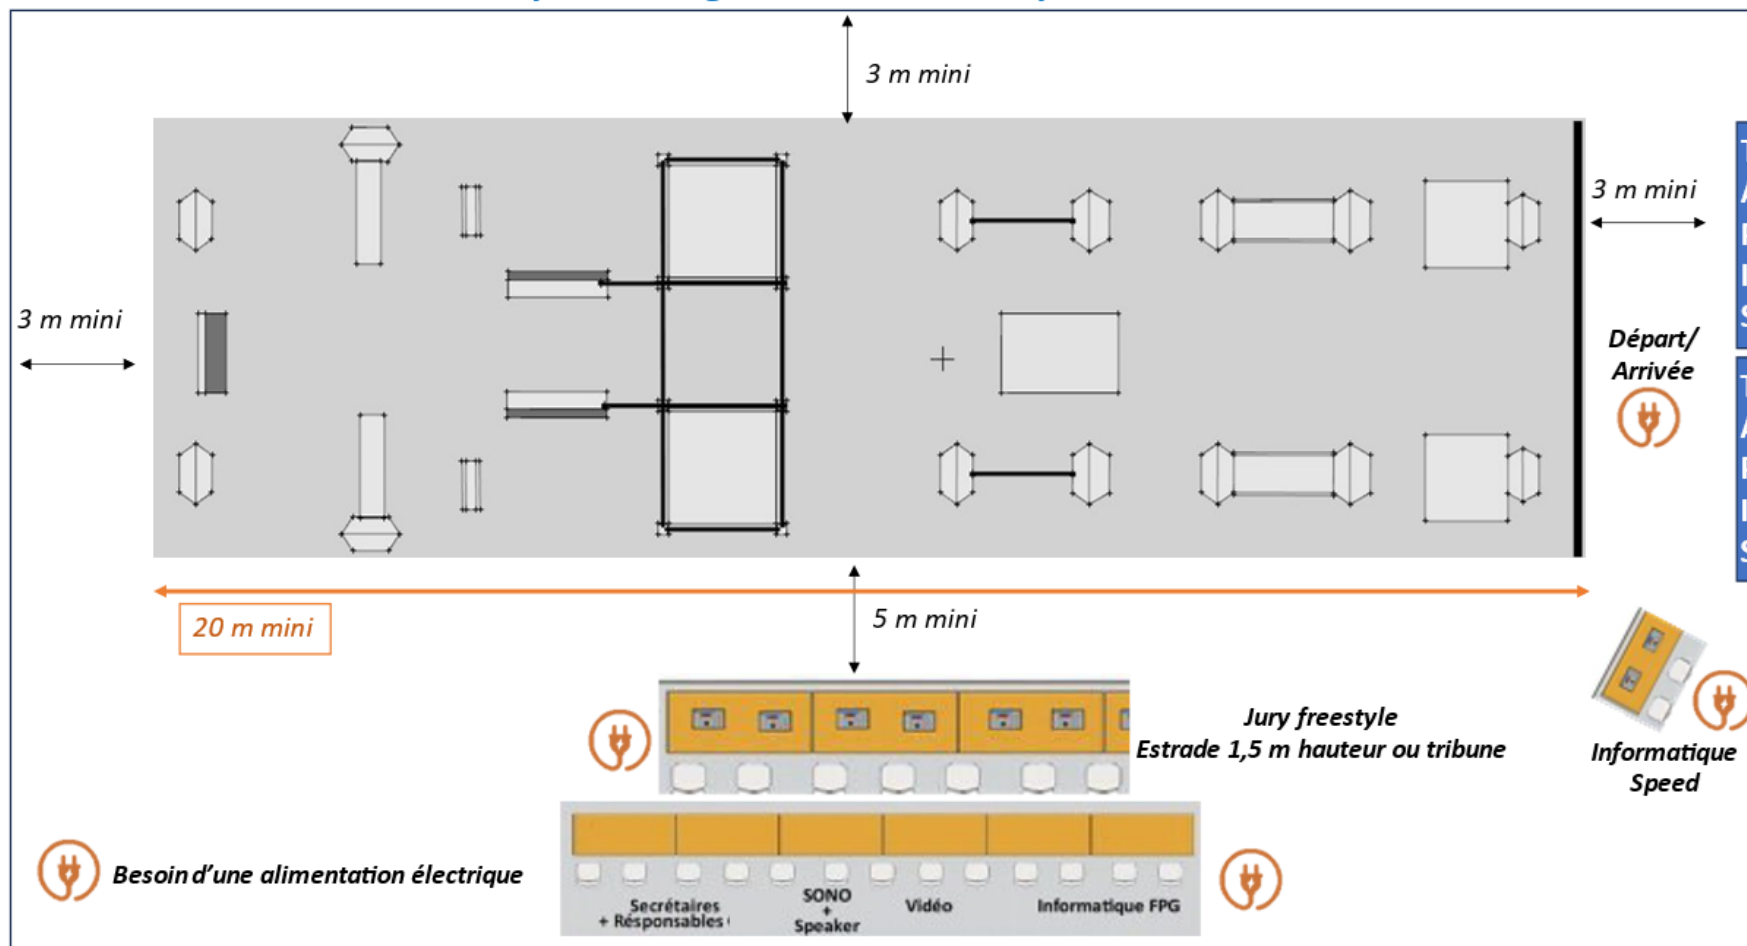 3 m mini
3 m mini
3 m mini
Départ/
Arrivée
20 m mini
5 m mini
Jury freestyle
Estrade 1,5 m hauteur ou tribune
Informatique
Speed
Besoin d'une alimentation électrique
Secrétaires
+ Résponsables
SONO
+
Speaker
Vidéo
Informatique FPG